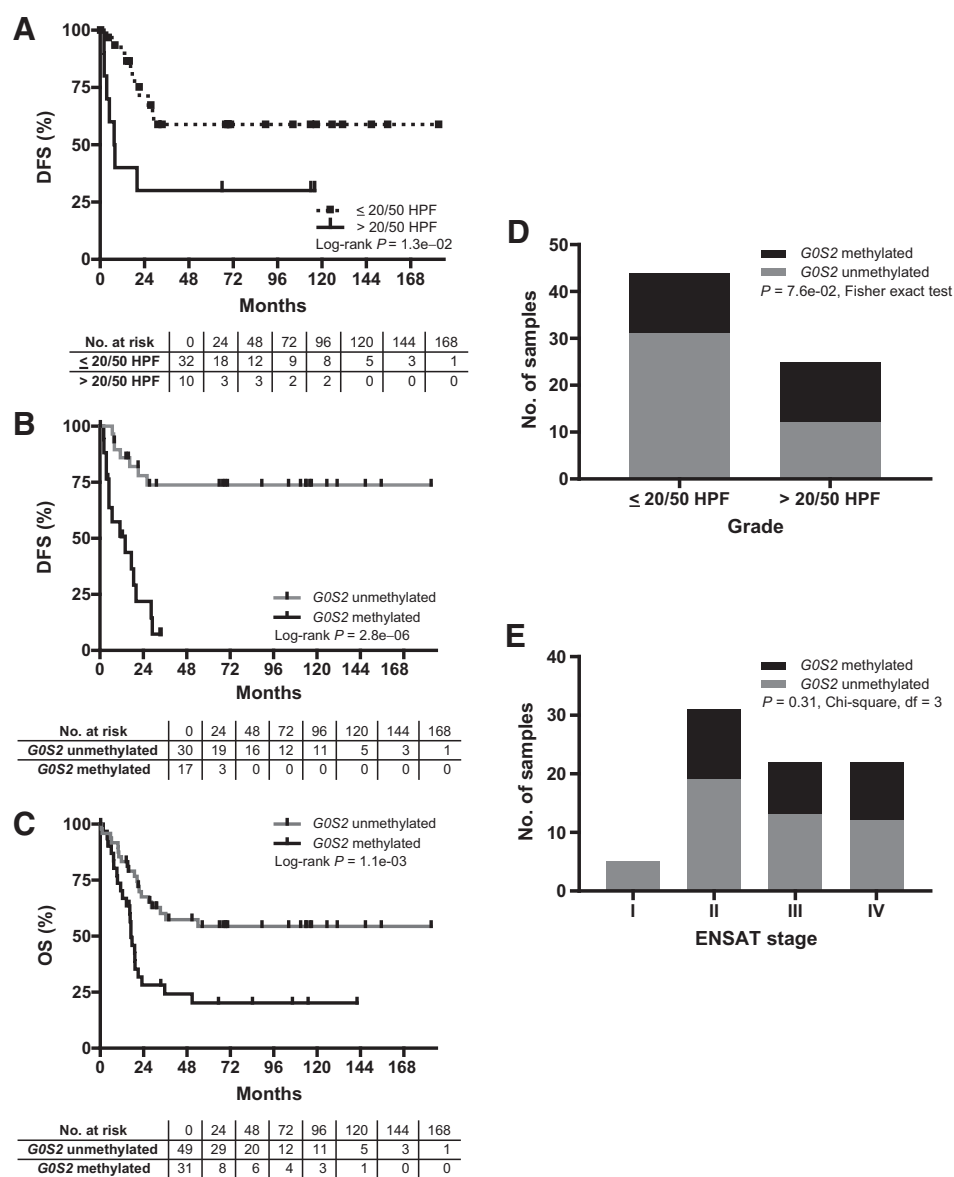 A
100
75
50
25
0
DFS (%)
0 24 48 72 96 120 144 168
Months
≤ 20/50 HPF
> 20/50 HPF
Log-rank P = 1.3e–02
No. at risk 0 24 48 72 96 120 144 168
≤ 20/50 HPF 32 18 12 9 8 5 3 1
> 20/50 HPF 10 3 3 2 2 0 0 0
B
100
75
50
25
0
DFS (%)
0 24 48 72 96 120 144 168
Months
G0S2 unmethylated
G0S2 methylated
Log-rank P = 2.8e–06
No. at risk 0 24 48 72 96 120 144 168
G0S2 unmethylated 30 19 16 12 11 5 3 1
G0S2 methylated 17 3 0 0 0 0 0 0
C
100
75
50
25
0
OS (%)
0 24 48 72 96 120 144 168
Months
G0S2 unmethylated
G0S2 methylated
Log-rank P = 1.1e-03
No. at risk 0 24 48 72 96 120 144 168
G0S2 unmethylated 49 29 20 12 11 5 3 1
G0S2 methylated 31 8 6 4 3 1 0 0
D
50
40
30
20
10
0
No. of samples
G0S2 methylated
G0S2 unmethylated
P = 7.6e-02, Fisher exact test
≤ 20/50 HPF > 20/50 HPF
Grade
E
40
30
20
10
0
No. of samples
G0S2 methylated
G0S2 unmethylated
P = 0.31, Chi-square, df = 3
I II III IV
ENSAT stage